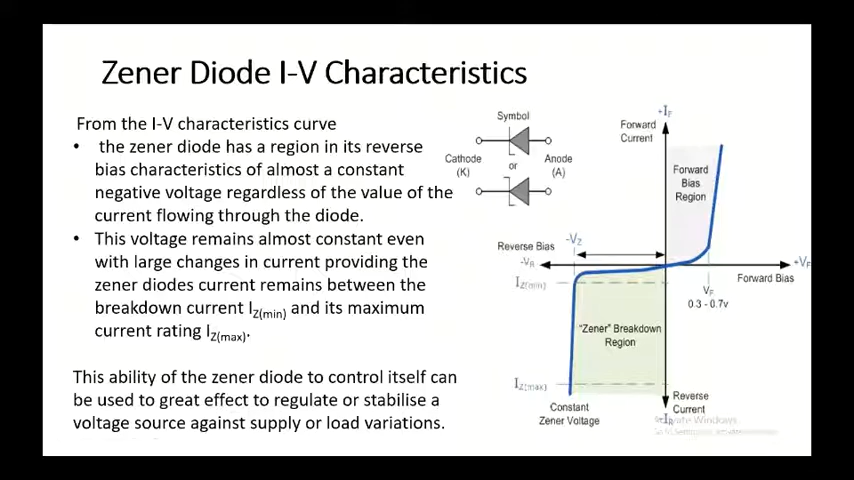 Zener Diode I-V Characteristics
From the I-V characteristics curve
• the zener diode has a region in its reverse
bias characteristics of almost a constant
negative voltage regardless of the value of the
current flowing through the diode.
• This voltage remains almost constant even
with large changes in current providing the
zener diodes current remains between the
breakdown current IZ(min) and its maximum
current rating IZ(max).
This ability of the zener diode to control itself can
be used to great effect to regulate or stabilise a
voltage source against supply or load variations.
Symbol
Cathode
(K)
or
Anode
(A)
+IF
Forward
Current
Forward
Bias
Region
-VZ
Reverse Bias
-VR
+VF
Forward Bias
IZ(min)
VF
0.3 - 0.7v
"Zener" Breakdown
Region
IZ(max)
Constant
Zener Voltage
Reverse
Current
-IR
Windows